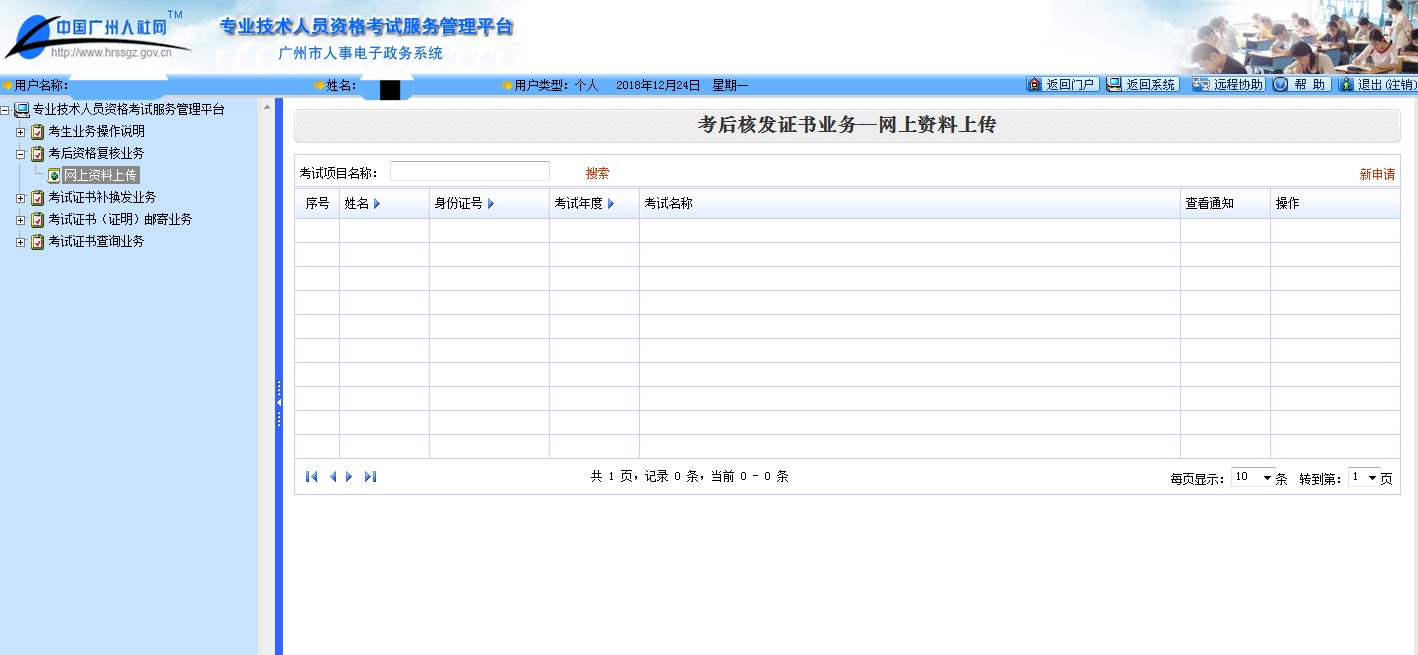 中国广州人社网TM
http://www.hrssgz.gov.cn
专业技术人员资格考试服务管理平台
广州市人事电子政务系统
用户名称: 姓名: 用户类型: 个人 2018年12月24日 星期一 返回门户 返回系统 远程协助 帮 助 退出(注销)
专业技术人员资格考试服务管理平台
考生业务操作说明
考后资格复核业务
网上资料上传
考试证书补换发业务
考试证书（证明）邮寄业务
考试证书查询业务
考后核发证书业务—网上资料上传
考试项目名称: 搜索 新申请
序号 姓名 身份证号 考试年度 考试名称 查看通知 操作
共 1 页，记录 0 条，当前 0 - 0 条 每页显示: 10 条 转到第: 1 页